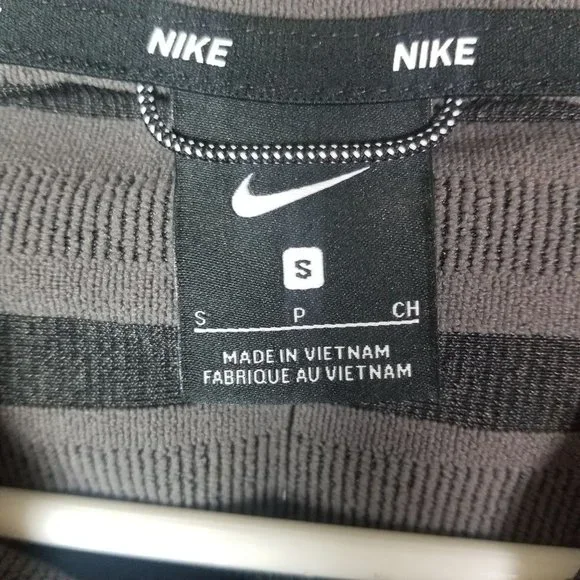 NIKE NIKE
S
S P CH
MADE IN VIETNAM
FABRIQUE AU VIETNAM